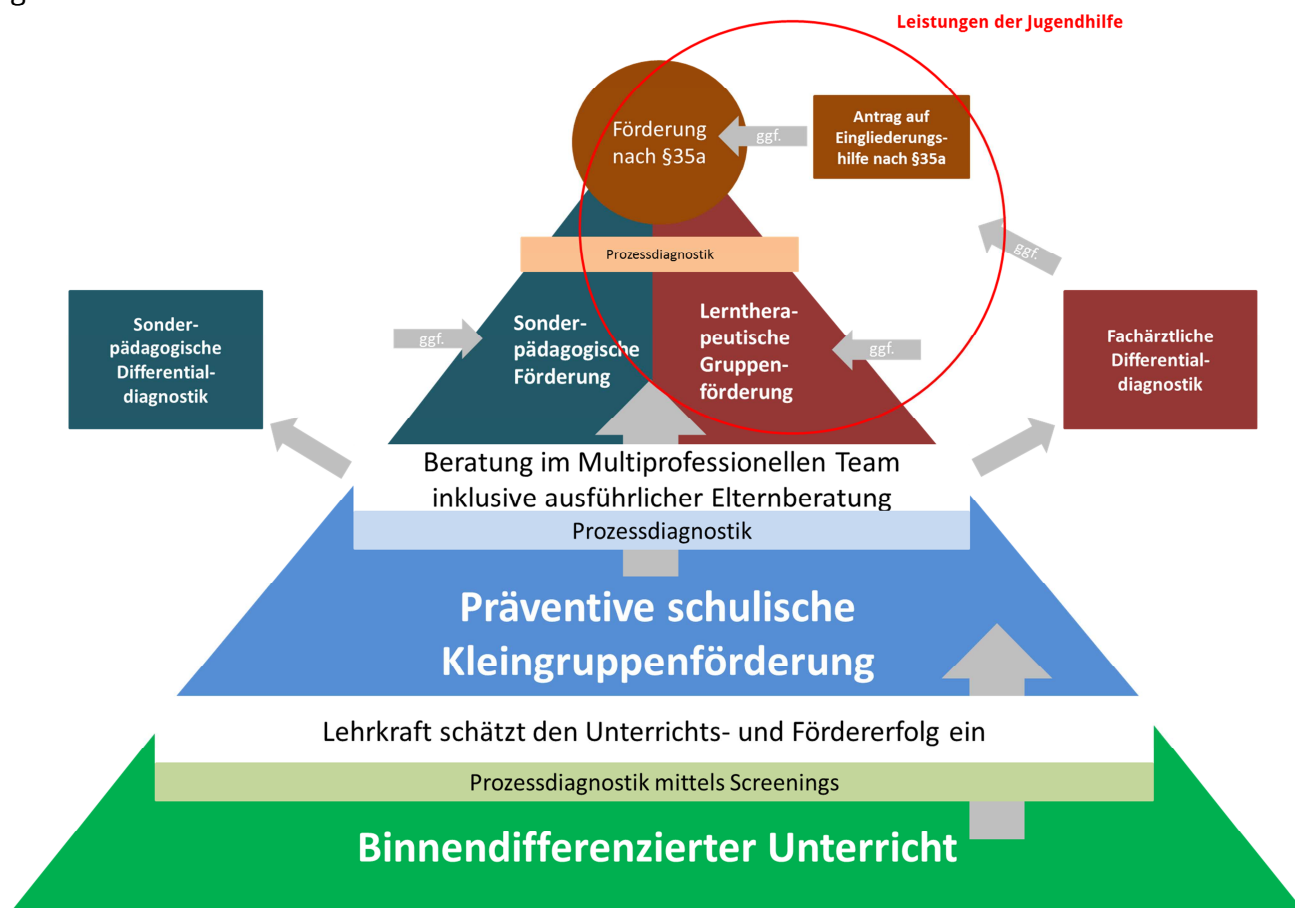 g
Leistungen der Jugendhilfe
Förderung
nach §35a
ggf.
Antrag auf
Eingliederungs-
hilfe nach §35a
ggf.
Prozessdiagnostik
Sonder-
pädagogische
Differential-
diagnostik
ggf.
Sonder-
pädagogische
Förderung
Lernthera-
peutische
Gruppen-
förderung
ggf.
Fachärztliche
Differential-
diagnostik
Beratung im Multiprofessionellen Team
inklusive ausführlicher Elternberatung
Prozessdiagnostik
Präventive schulische
Kleingruppenförderung
Lehrkraft schätzt den Unterrichts- und Fördererfolg ein
Prozessdiagnostik mittels Screenings
Binnendifferenzierter Unterricht